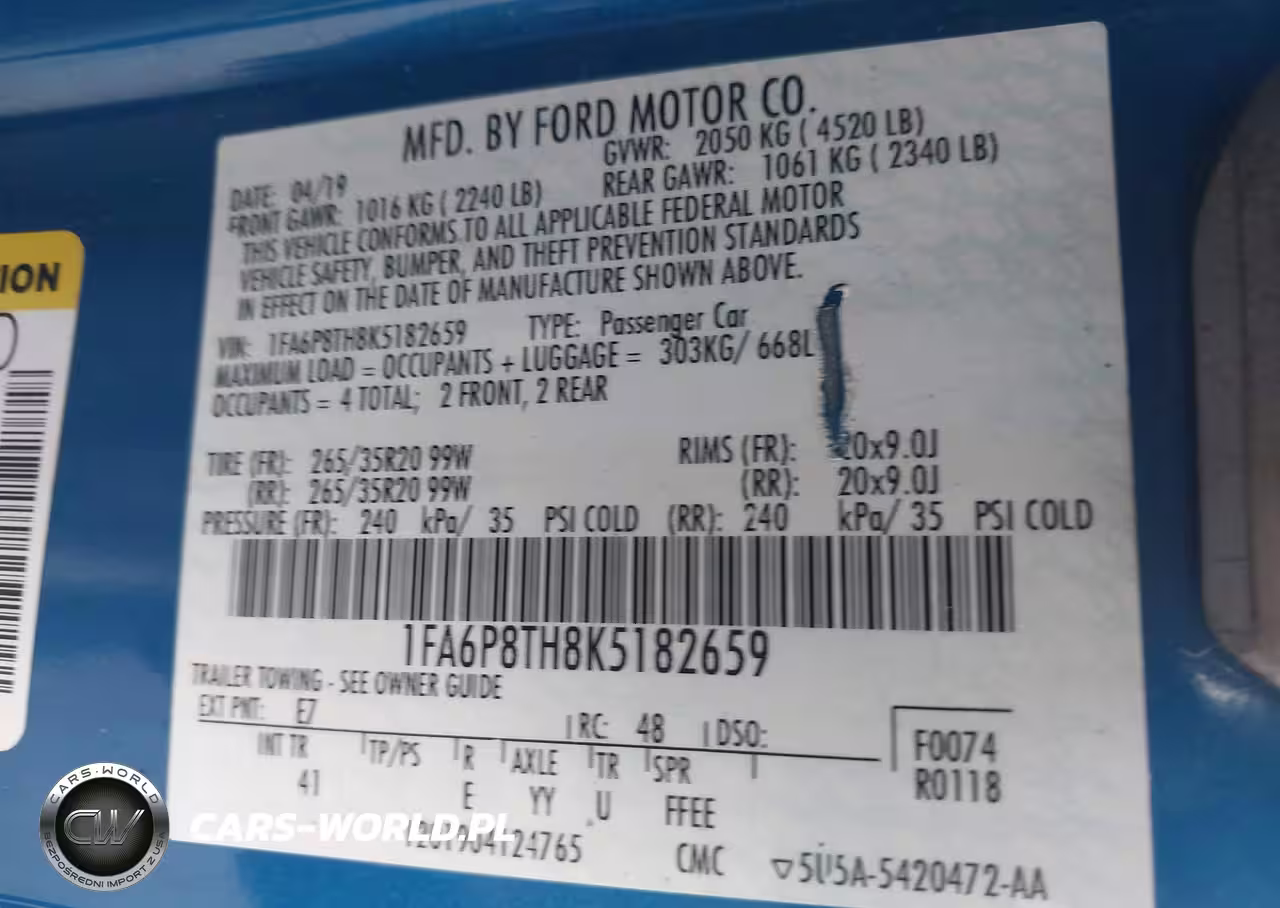 MFD. BY FORD MOTOR CO.
DATE: 04/19 GVWR: 2050 KG ( 4520 LB)
FRONT GAWR: 1016 KG ( 2240 LB) REAR GAWR: 1061 KG ( 2340 LB)
THIS VEHICLE CONFORMS TO ALL APPLICABLE FEDERAL MOTOR
VEHICLE SAFETY, BUMPER, AND THEFT PREVENTION STANDARDS
IN EFFECT ON THE DATE OF MANUFACTURE SHOWN ABOVE.
VIN: 1FA6P8TH8K5182659 TYPE: Passenger Car
MAXIMUM LOAD = OCCUPANTS + LUGGAGE = 303KG/ 668L
OCCUPANTS = 4 TOTAL; 2 FRONT, 2 REAR
TIRE (FR): 265/35R20 99W RIMS (FR): 20x9.0J
(RR): 265/35R20 99W (RR): 20x9.0J
PRESSURE (FR): 240 kPa/ 35 PSI COLD (RR): 240 kPa/ 35 PSI COLD
1FA6P8TH8K5182659
TRAILER TOWING - SEE OWNER GUIDE
EXT PNT: E7 RC: 48 DSO:
INT TR TP/PS R AXLE TR SPR
41 E YY U FFEE
F0074
R0118
CMC 5U5A-5420472-AA
ION
CARS-WORLD
CW
BEZPOŚREDNI IMPORT Z USA
CARS-WORLD.PL